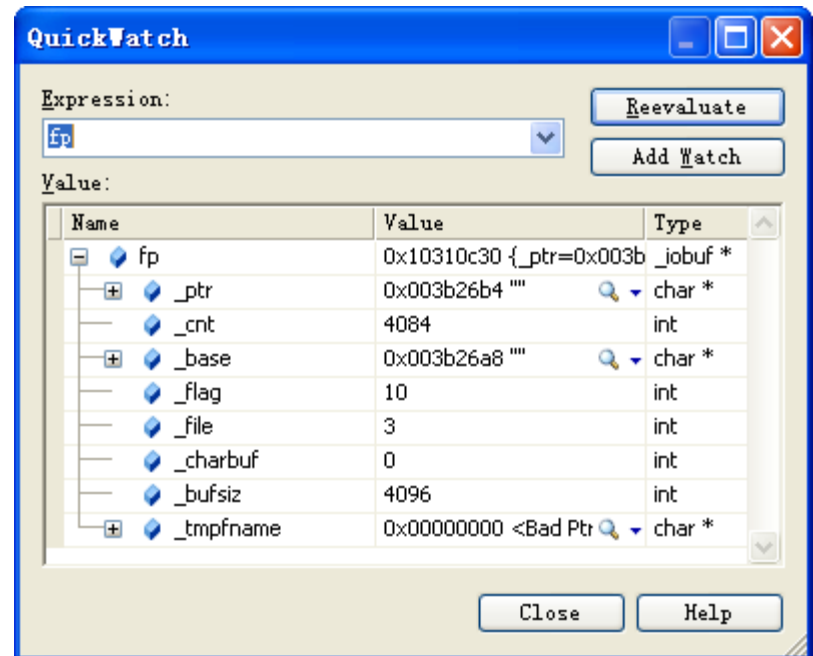 QuickWatch
Expression:
Reevaluate
fp
Add Watch
Value:
Name Value Type
fp 0x10310c30 {_ptr=0x003b _iobuf *
_ptr 0x003b26b4 "" char *
_cnt 4084 int
_base 0x003b26a8 "" char *
_flag 10 int
_file 3 int
_charbuf 0 int
_bufsiz 4096 int
_tmpfname 0x00000000 <Bad Ptr char *
Close Help